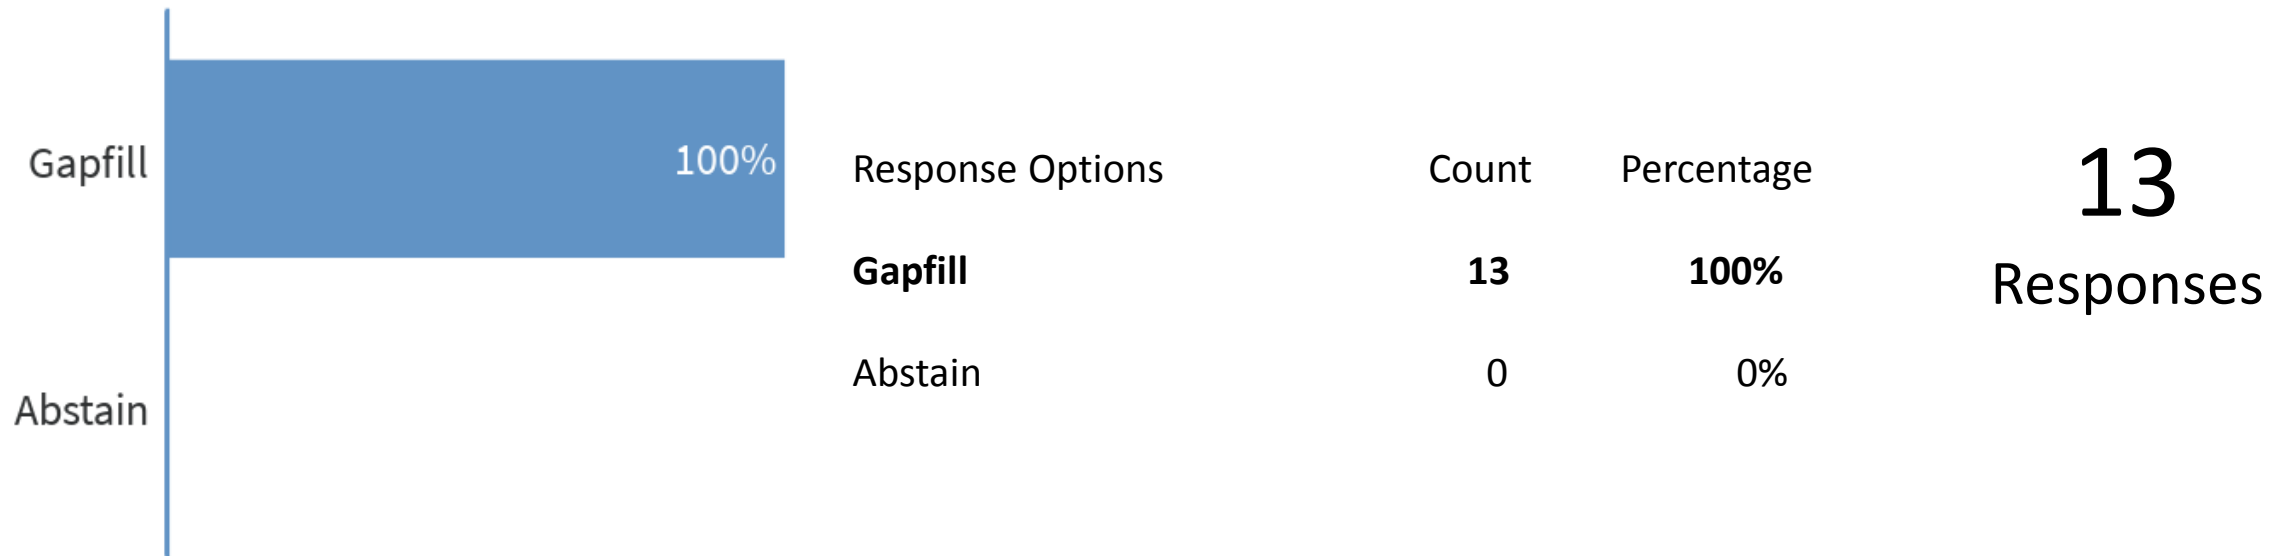 Gapfill
100%
Abstain
Response Options Count Percentage
Gapfill 13 100%
Abstain 0 0%
13
Responses